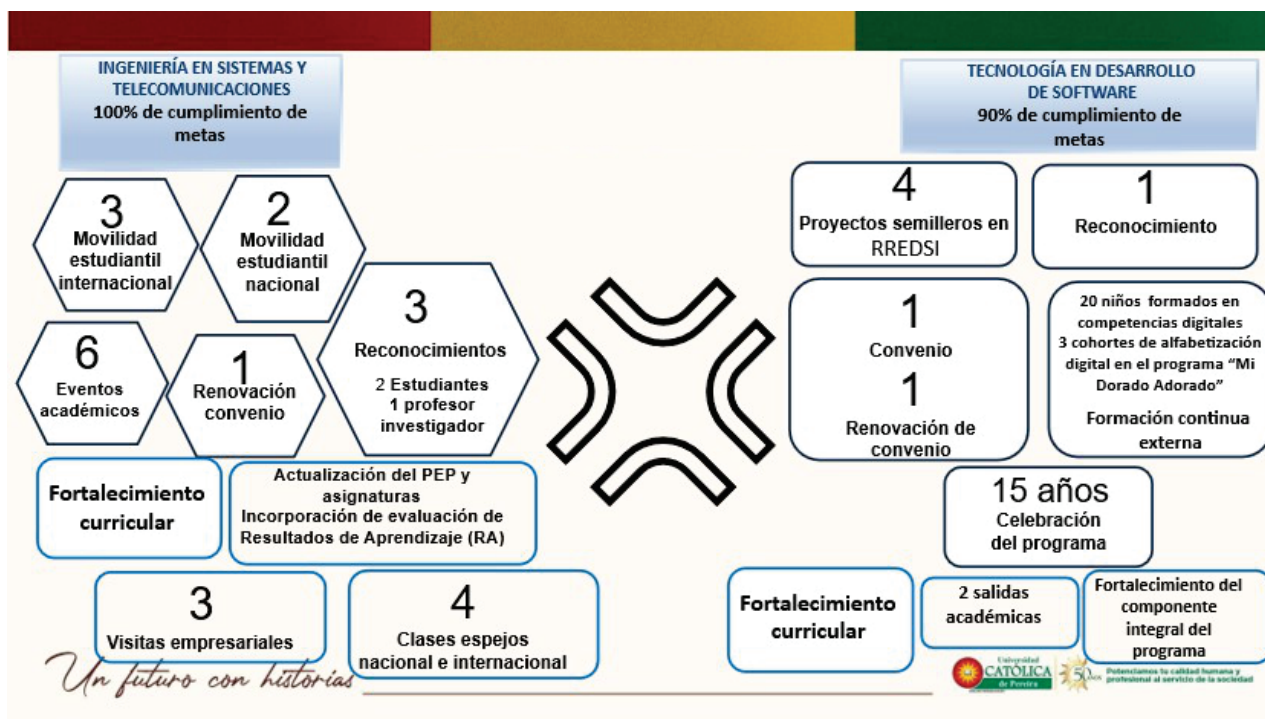 INGENIERÍA EN SISTEMAS Y
TELECOMUNICACIONES
100% de cumplimiento de
metas
3
Movilidad
estudiantil
internacional
2
Movilidad
estudiantil
nacional
3
Reconocimientos
2 Estudiantes
1 profesor
investigador
6
Eventos
académicos
1
Renovación
convenio
Fortalecimiento
curricular
Actualización del PEP y
asignaturas
Incorporación de evaluación de
Resultados de Aprendizaje (RA)
3
Visitas empresariales
4
Clases espejos
nacional e internacional
TECNOLOGÍA EN DESARROLLO
DE SOFTWARE
90% de cumplimiento de
metas
4
Proyectos semilleros en
RREDSI
1
Reconocimiento
1
Convenio
1
Renovación de
convenio
20 niños formados en
competencias digitales
3 cohortes de alfabetización
digital en el programa “Mi
Dorado Adorado”
Formación continua
externa
15 años
Celebración
del programa
Fortalecimiento
curricular
2 salidas
académicas
Fortalecimiento del
componente
integral del
programa
Un futuro con historias
Universidad
CATÓLICA
de Pereira
50 AÑOS
Potenciamos tu calidad humana y
profesional al servicio de la sociedad